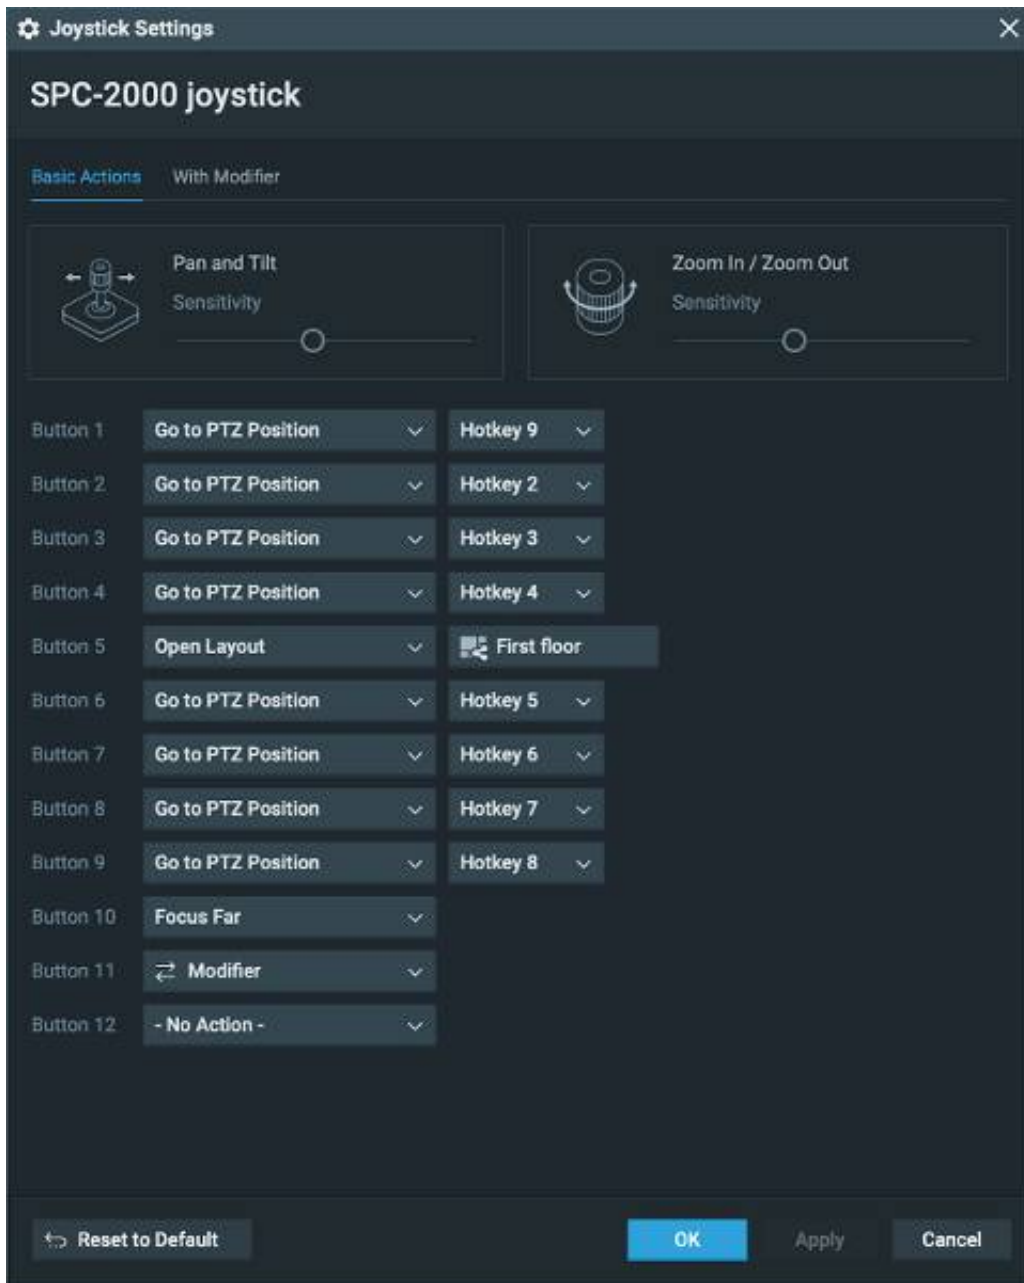 Joystick Settings
SPC-2000 joystick
Basic Actions With Modifier
Pan and Tilt
Sensitivity
Zoom In / Zoom Out
Sensitivity
Button 1 Go to PTZ Position Hotkey 9
Button 2 Go to PTZ Position Hotkey 2
Button 3 Go to PTZ Position Hotkey 3
Button 4 Go to PTZ Position Hotkey 4
Button 5 Open Layout First floor
Button 6 Go to PTZ Position Hotkey 5
Button 7 Go to PTZ Position Hotkey 6
Button 8 Go to PTZ Position Hotkey 7
Button 9 Go to PTZ Position Hotkey 8
Button 10 Focus Far
Button 11 Modifier
Button 12 - No Action -
Reset to Default OK Apply Cancel